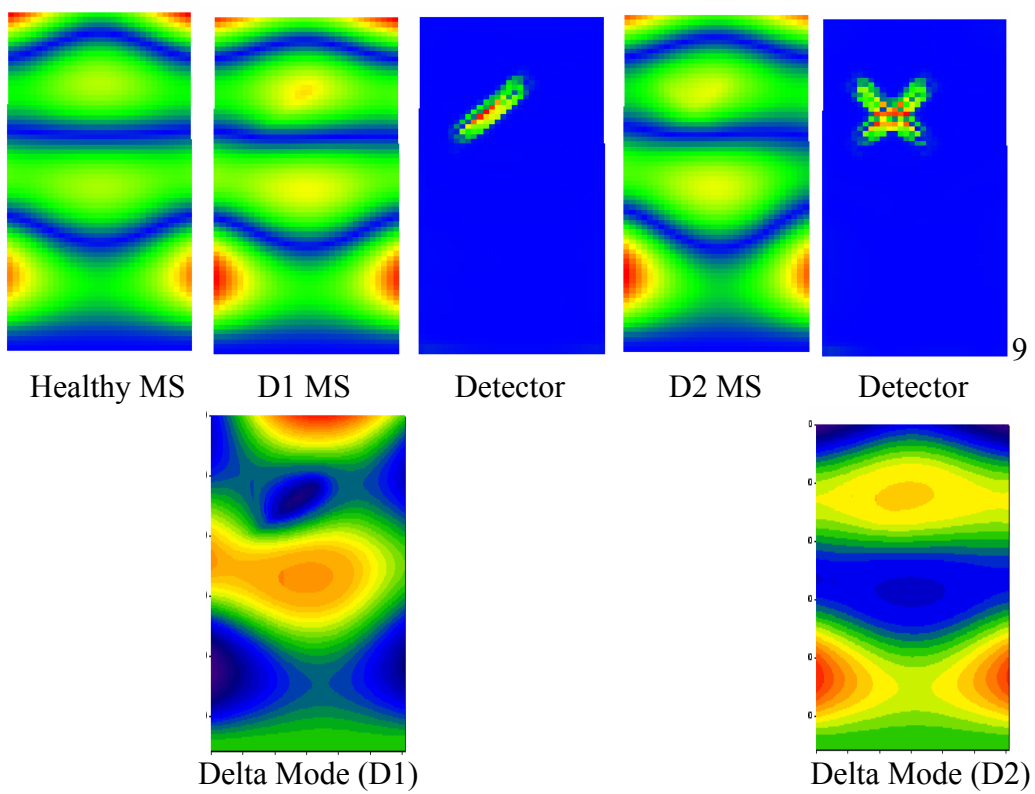 9
Healthy MS D1 MS Detector D2 MS Detector
Delta Mode (D1) Delta Mode (D2)